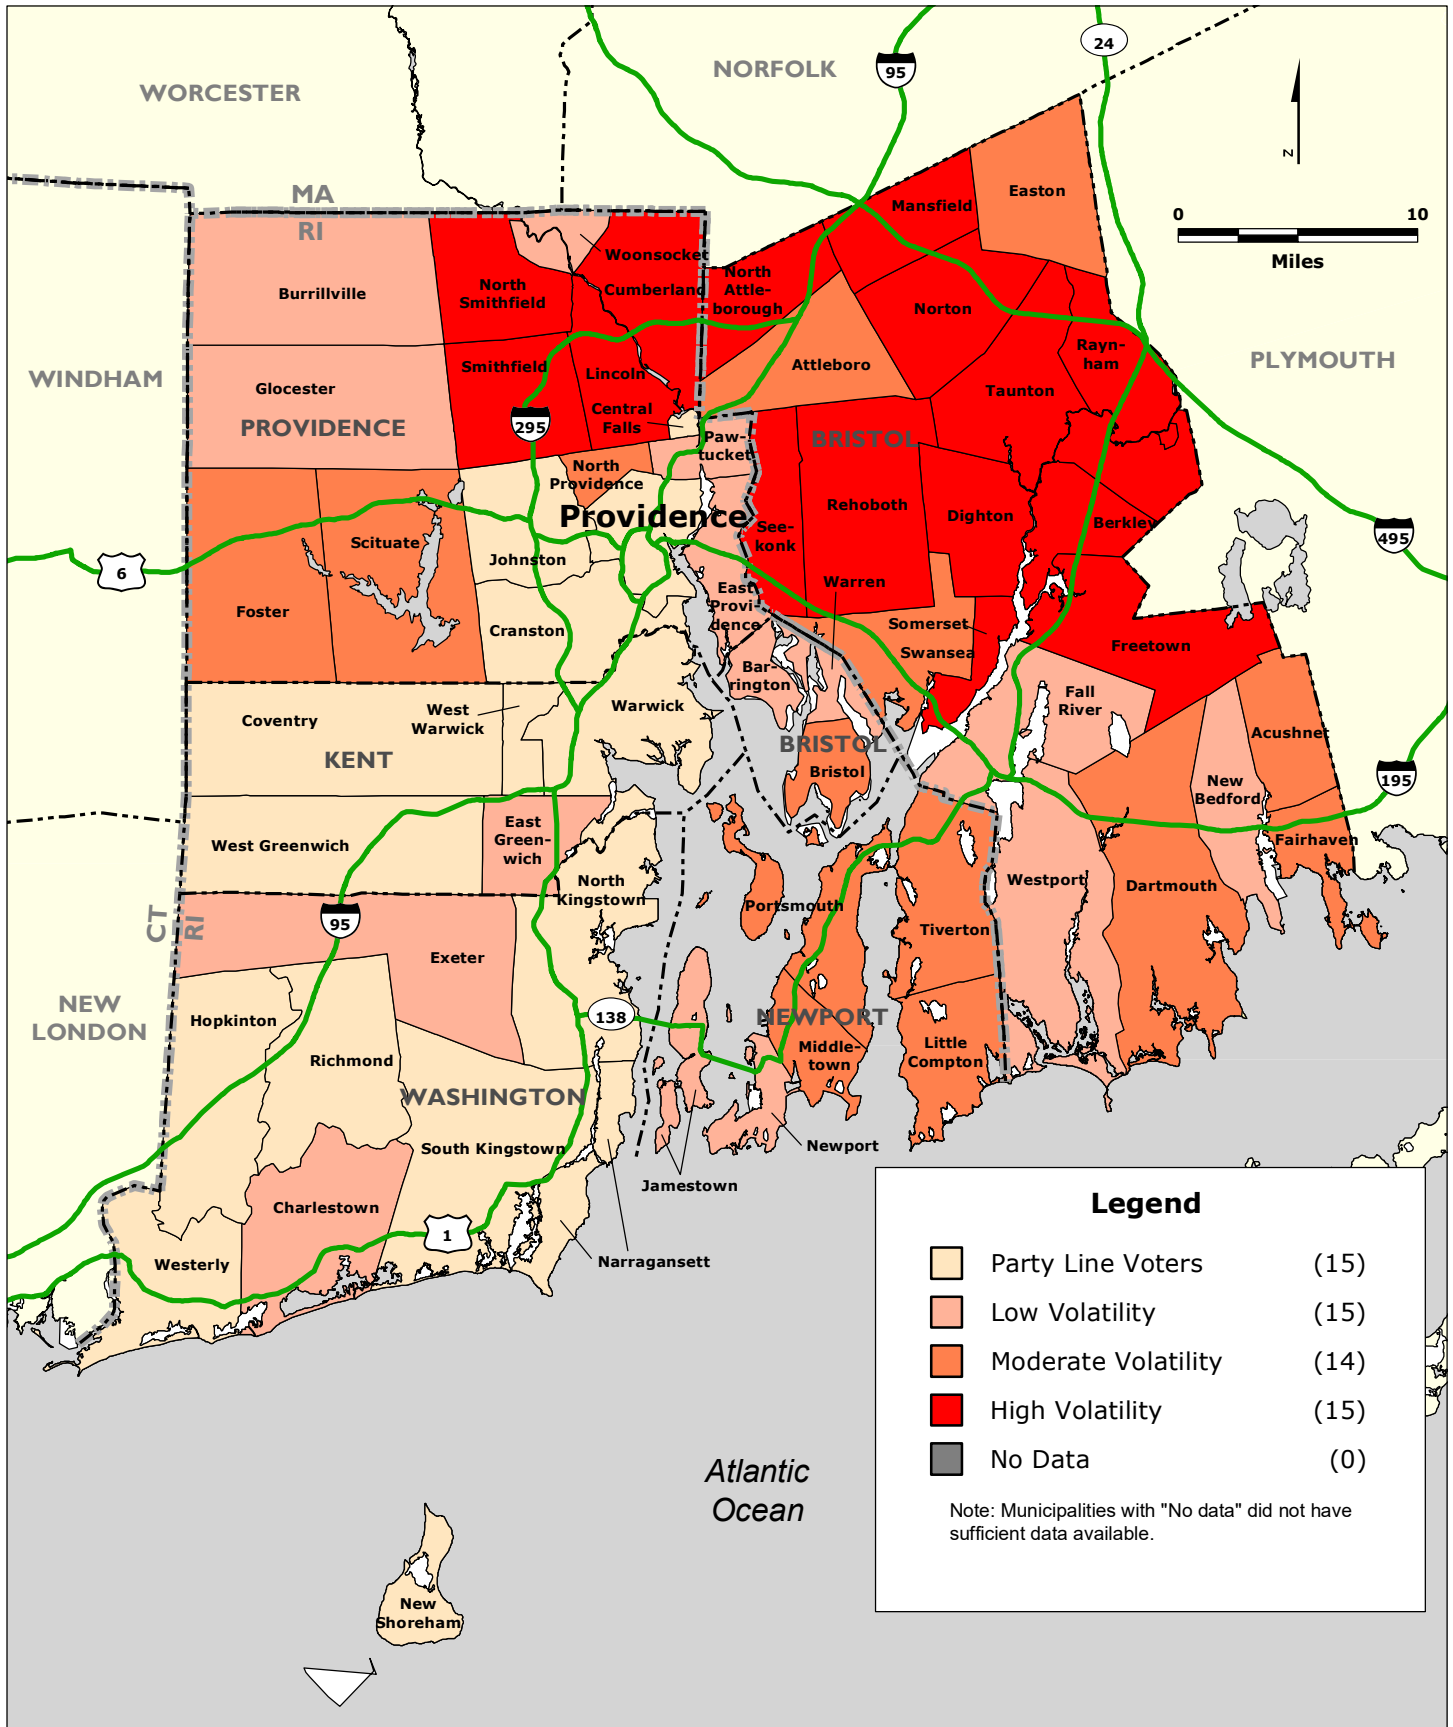 WORCESTER
NORFOLK
95
24
N
0 10
Miles
MA
RI
Easton
Mansfield
Woonsocket
North
Attle-
borough
Burrillville
North
Smithfield
Cumberland
Norton
Rayn-
ham
PLYMOUTH
WINDHAM
Glocester
Smithfield
Lincoln
Attleboro
Taunton
PROVIDENCE
295
Central
Falls
Paw-
tucket
BRISTOL
North
Providence
Providence
See-
konk
Rehoboth
Dighton
Berkley
495
6
Scituate
Johnston
Foster
Cranston
East
Provi-
dence
Warren
Somerset
Swansea
Freetown
Bar-
rington
Fall
River
Coventry
West
Warwick
Warwick
KENT
BRISTOL
Bristol
Acushnet
New
Bedford
195
West Greenwich
East
Green-
wich
North
Kingstown
Fairhaven
Westport
Dartmouth
Portsmouth
Tiverton
CT
RI
95
Exeter
NEW
LONDON
Hopkinton
138
NEWPORT
Middle-
town
Little
Compton
Richmond
WASHINGTON
South Kingstown
Newport
Jamestown
Charlestown
1
Narragansett
Westerly
Legend
Party Line Voters (15)
Low Volatility (15)
Moderate Volatility (14)
High Volatility (15)
No Data (0)
Note: Municipalities with "No data" did not have
sufficient data available.
Atlantic
Ocean
New
Shoreham